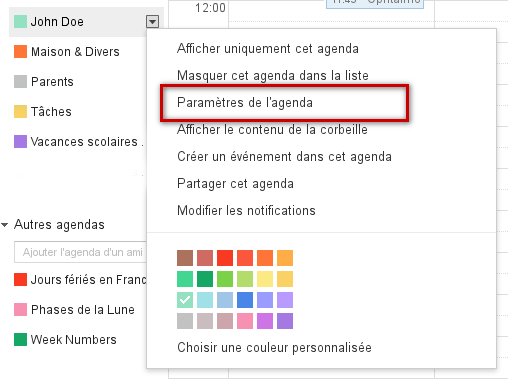 12:00
11:45 - Ophtalmo
John Doe
Maison & Divers
Parents
Tâches
Vacances scolaires .
Autres agendas
Ajouter l'agenda d'un ami
Jours fériés en Franc
Phases de la Lune
Week Numbers
Afficher uniquement cet agenda
Masquer cet agenda dans la liste
Paramètres de l'agenda
Afficher le contenu de la corbeille
Créer un événement dans cet agenda
Partager cet agenda
Modifier les notifications
Choisir une couleur personnalisée